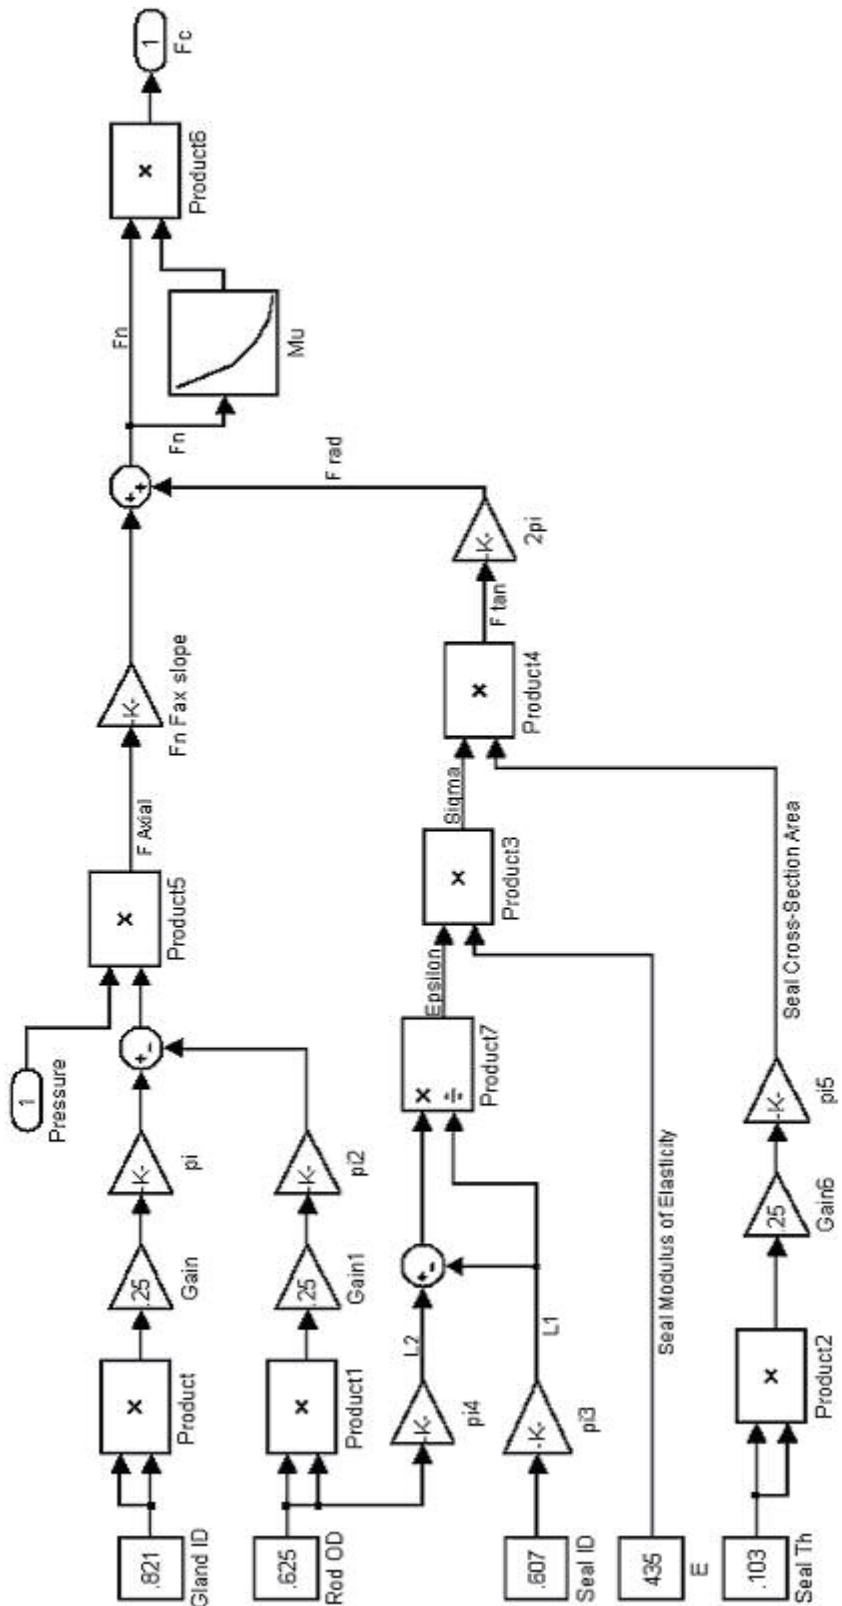 .821
Gland ID
×
Product
.25
Gain
-K-
pi
1
Pressure
+-
×
Product5
F Axial
-K-
Fn Fax slope
++
Fn
Fn
Mu
×
Product6
1
Fc
.625
Rod OD
×
Product1
.25
Gain1
-K-
pi2
-K-
pi4
L2
+-
.607
Seal ID
-K-
pi3
L1
×
÷
Product7
Epsilon
435
E
Seal Modulus of Elasticity
×
Product3
Sigma
×
Product4
F tan
-K-
2pi
F rad
.103
Seal Th
×
Product2
.25
Gain6
-K-
pi5
Seal Cross-Section Area